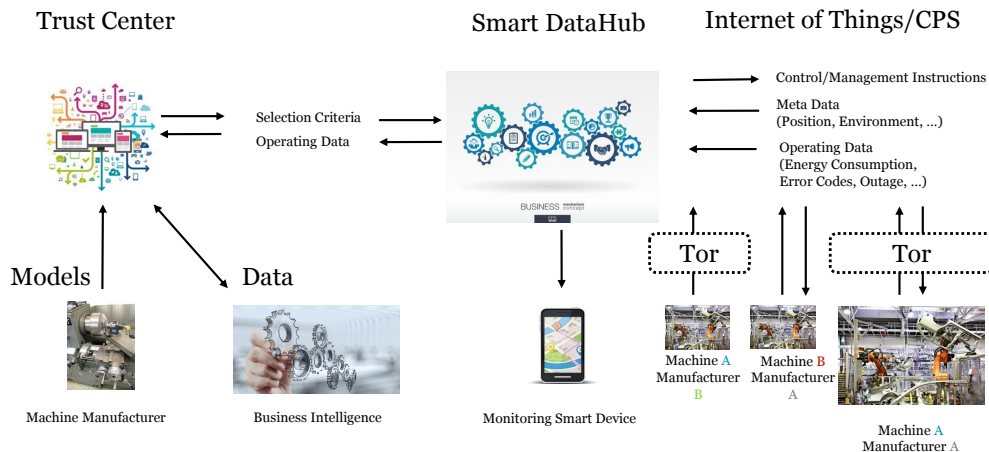 Trust Center
Smart DataHub
Internet of Things/CPS
Selection Criteria
Operating Data
BUSINESS mechanism concept
Control/Management Instructions
Meta Data
(Position, Environment, ...)
Operating Data
(Energy Consumption,
Error Codes, Outage, ...)
Tor
Tor
Models
Data
Machine Manufacturer
Business Intelligence
Monitoring Smart Device
Machine A
Manufacturer
B
Machine B
Manufacturer
A
Machine A
Manufacturer A